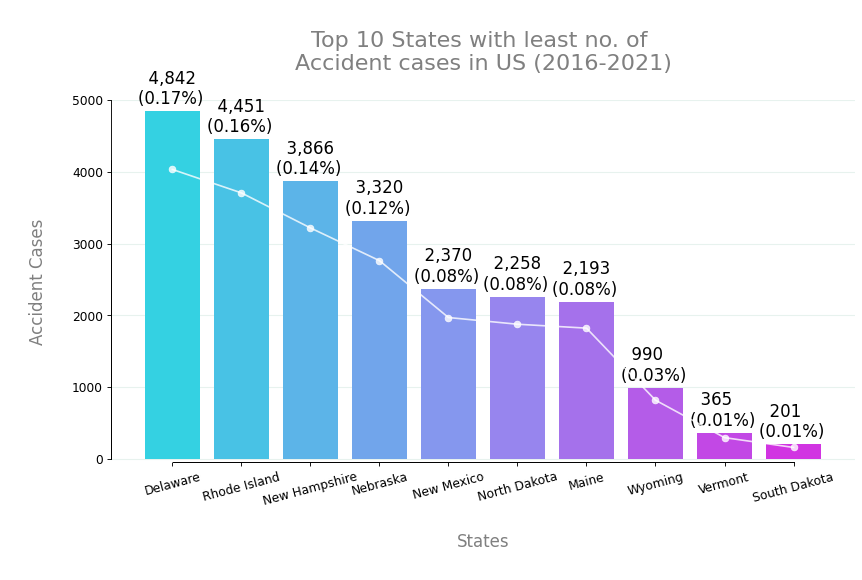 Top 10 States with least no. of
Accident cases in US (2016-2021)
4,842
(0.17%)
4,451
(0.16%)
3,866
(0.14%)
3,320
(0.12%)
2,370
(0.08%)
2,258
(0.08%)
2,193
(0.08%)
990
(0.03%)
365
(0.01%)
201
(0.01%)
5000
4000
3000
2000
1000
0
Accident Cases
Delaware
Rhode Island
New Hampshire
Nebraska
New Mexico
North Dakota
Maine
Wyoming
Vermont
South Dakota
States